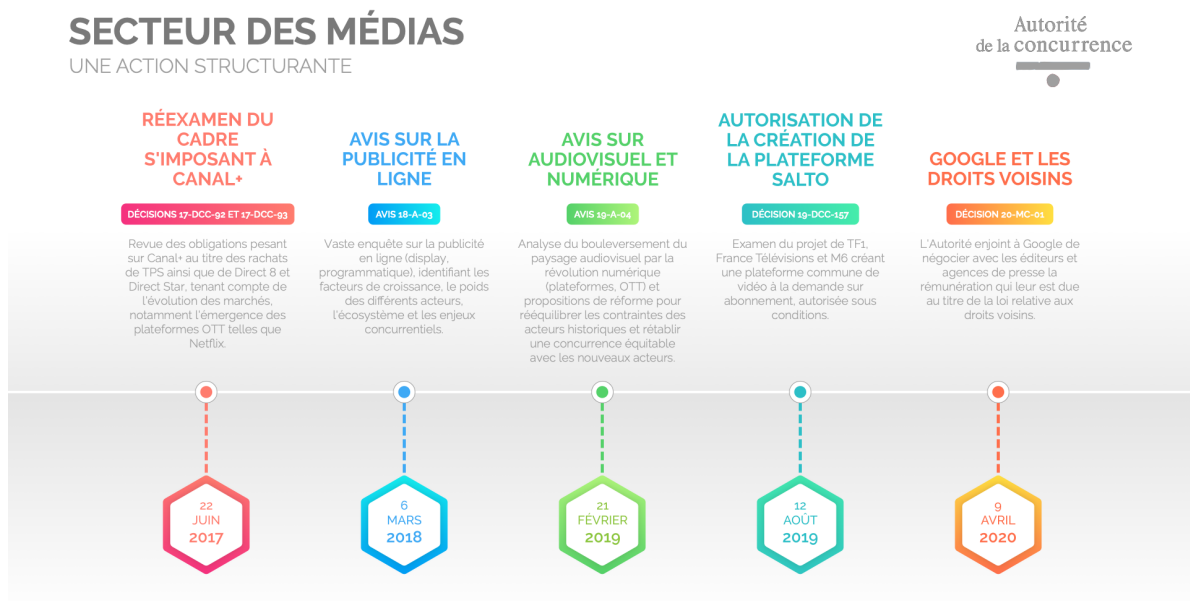 SECTEUR DES MÉDIAS
UNE ACTION STRUCTURANTE
Autorité
de la concurrence
RÉEXAMEN DU
CADRE
S'IMPOSANT À
CANAL+
DÉCISIONS 17-DCC-92 ET 17-DCC-93
Revue des obligations pesant
sur Canal+ au titre des rachats
de TPS ainsi que de Direct 8 et
Direct Star, tenant compte de
l'évolution des marchés,
notamment l'émergence des
plateformes OTT telles que
Netflix.
22
JUIN
2017
AVIS SUR LA
PUBLICITÉ EN
LIGNE
AVIS 18-A-03
Vaste enquête sur la publicité
en ligne (display,
programmatique), identifiant les
facteurs de croissance, le poids
des différents acteurs,
l'écosystème et les enjeux
concurrentiels.
6
MARS
2018
AVIS SUR
AUDIOVISUEL ET
NUMÉRIQUE
AVIS 19-A-04
Analyse du bouleversement du
paysage audiovisuel par la
révolution numérique
(plateformes, OTT) et
propositions de réforme pour
rééquilibrer les contraintes des
acteurs historiques et rétablir
une concurrence équitable
avec les nouveaux acteurs.
21
FÉVRIER
2019
AUTORISATION DE
LA CRÉATION DE
LA PLATEFORME
SALTO
DÉCISION 19-DCC-157
Examen du projet de TF1,
France Télévisions et M6 créant
une plateforme commune de
vidéo à la demande sur
abonnement, autorisée sous
conditions.
12
AOÛT
2019
GOOGLE ET LES
DROITS VOISINS
DÉCISION 20-MC-01
L'Autorité enjoint à Google de
négocier avec les éditeurs et
agences de presse la
rémunération qui leur est due
au titre de la loi relative aux
droits voisins.
9
AVRIL
2020